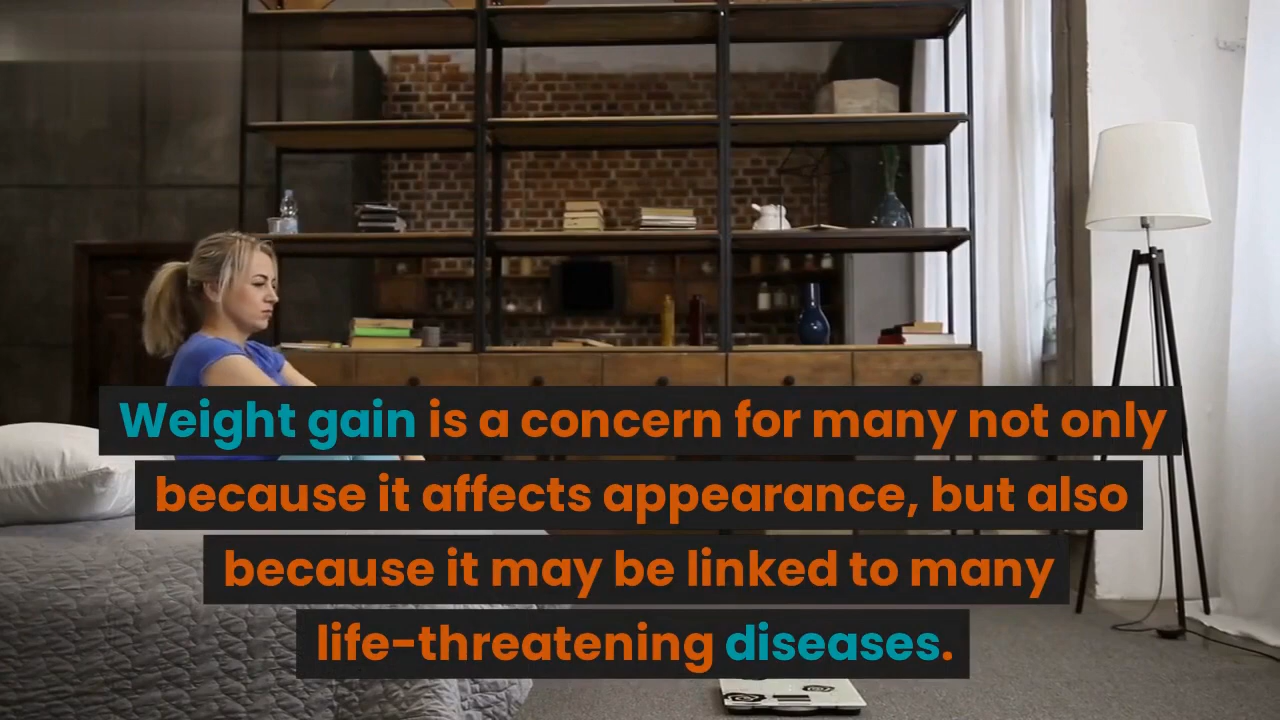 Weight gain is a concern for many not only
because it affects appearance, but also
because it may be linked to many
life-threatening diseases.